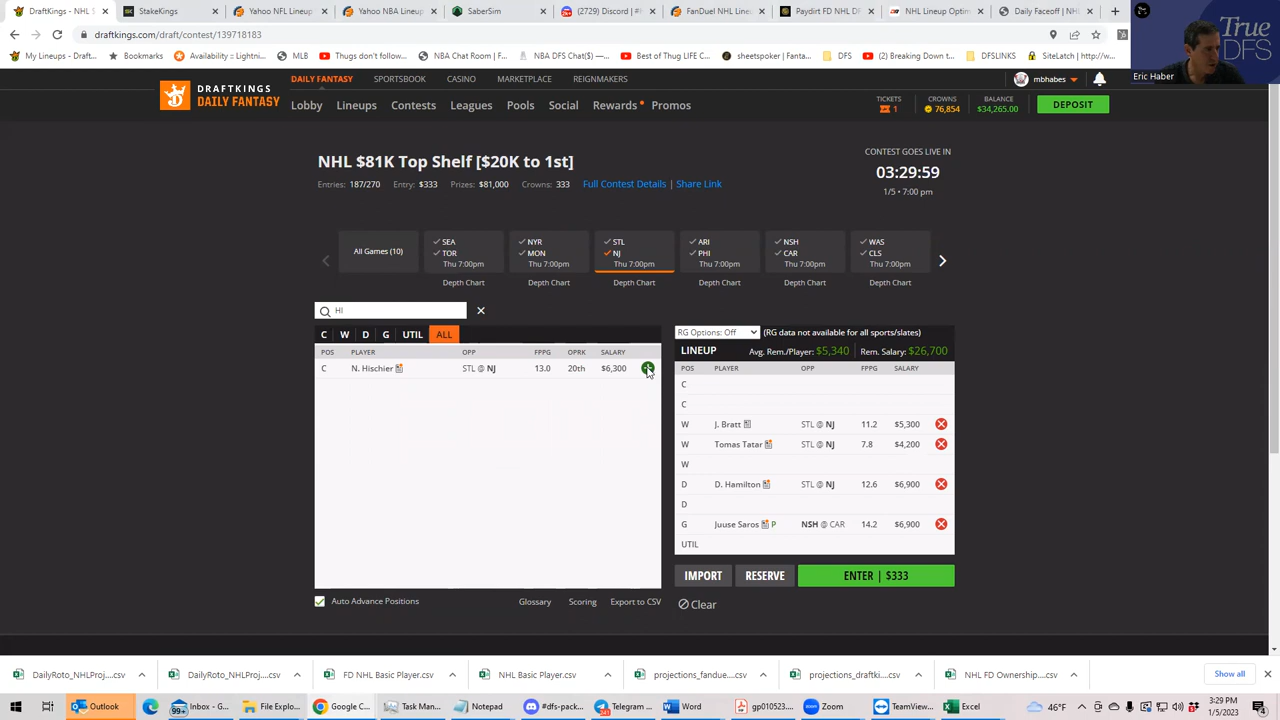 DraftKings - NHL S
StakeKings
Yahoo NFL Lineup
Yahoo NBA Lineup
SaberSim
(2729) Discord | #
FanDuel NHL Line
Paydirt FD NHL DF
NHL Lineup Optim
Daily Faceoff - NHL
draftkings.com/draft/contest/139718183
My Lineups - Draft
Bookmarks
Availability :: Lightni
MLB
Thugs don't forgot...
NBA Chat Room | F...
NBA DFS Chat($) —...
Best of Thug LIFE C...
sheetspoker | Stak...
DFS
(2) Breaking Down t...
DFSLINKS
SiteLatch | http://w...
Eric Haber
True
DFS
DRAFTKINGS
DAILY FANTASY
DAILY FANTASY
SPORTSBOOK
CASINO
MARKETPLACE
REIGNMAKERS
mbhabes
Lobby
Lineups
Contests
Leagues
Pools
Social
Rewards
Promos
TICKETS
1
CROWNS
76,854
BALANCE
$34,265.00
DEPOSIT
NHL $81K Top Shelf [$20K to 1st]
Entries: 187/270
Entry: $333
Prizes: $81,000
Crowns: 333
Full Contest Details | Share Link
CONTEST GOES LIVE IN
03:29:59
1/5 • 7:00 pm
All Games (10)
SEA
TOR
Thu 7:00pm
NYR
MON
Thu 7:00pm
STL
NJ
Thu 7:00pm
ARI
PHI
Thu 7:00pm
NSH
CAR
Thu 7:00pm
WAS
CLS
Thu 7:00pm
Depth Chart
Depth Chart
Depth Chart
Depth Chart
Depth Chart
Depth Chart
HI
C W D G UTIL ALL
POS PLAYER OPP FPPG OPRK SALARY
C N. Hischier STL @ NJ 13.0 20th $6,300
RG Options: Off
(RG data not available for all sports/slates)
LINEUP Avg. Rem./Player: $5,340 Rem. Salary: $26,700
POS PLAYER OPP FPPG SALARY
C
C
W J. Bratt STL @ NJ 11.2 $5,300
W Tomas Tatar STL @ NJ 7.8 $4,200
W
D D. Hamilton STL @ NJ 12.6 $6,900
D
G Juuse Saros P NSH @ CAR 14.2 $6,900
UTIL
IMPORT
RESERVE
ENTER | $333
Clear
Auto Advance Positions
Glossary
Scoring
Export to CSV
DailyRoto_NHLProj....csv
DailyRoto_NHLProj....csv
FD NHL Basic Player.csv
NHL Basic Player.csv
projections_fandue....csv
projections_draftki....csv
NHL FD Ownership....csv
Show all
Outlook
99+
Inbox - G...
File Explo...
Google C...
Task Man...
Notepad
#dfs-pack...
Telegram ...
Word
gp010523...
Zoom
TeamView...
Excel
46°F
3:29 PM
1/5/2023